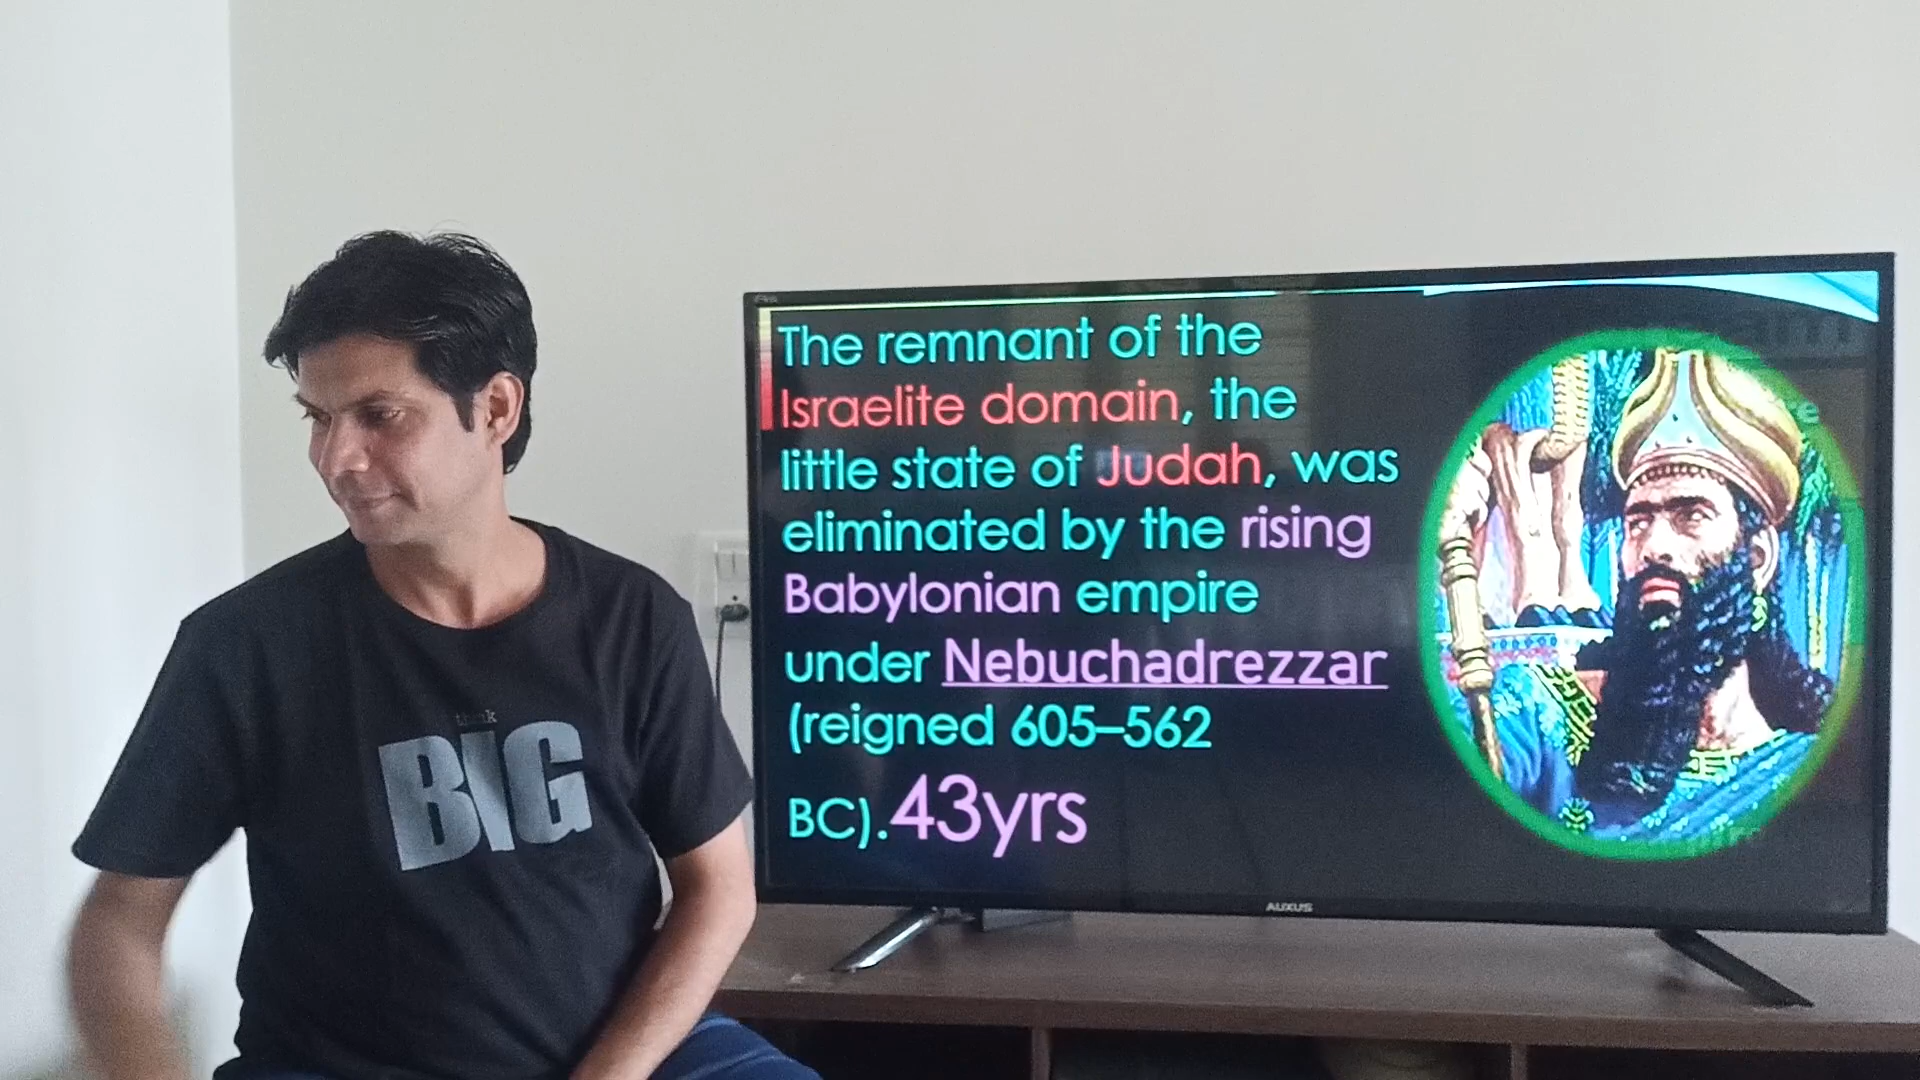 think
BIG
The remnant of the
Israelite domain, the
little state of Judah, was
eliminated by the rising
Babylonian empire
under Nebuchadrezzar
(reigned 605–562
BC).43yrs
AUXUS